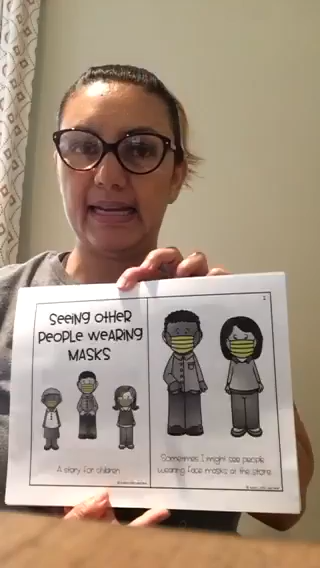 Seeing Other
People Wearing
Masks
A story for children
1
Sometimes I might see people
wearing face masks at the store